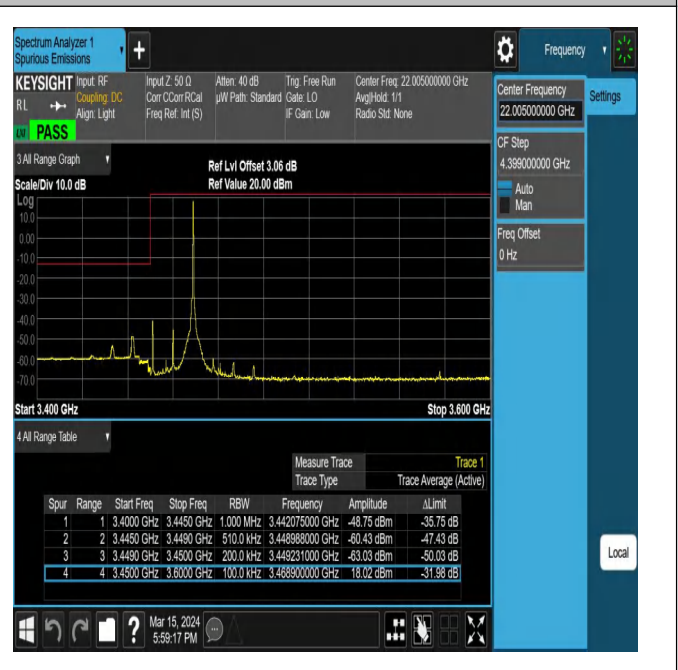 Spectrum Analyzer 1
Spurious Emissions
Frequency
KEYSIGHT Input: RF Input Z: 50 Ω Atten: 40 dB Trig: Free Run Center Freq: 22.005000000 GHz
RL Coupling: DC Corr CCorr RCal µW Path: Standard Gate: LO Avg|Hold: 1/1
Align: Light Freq Ref: Int (S) IF Gain: Low Radio Std: None
PASS
Center Frequency
22.005000000 GHz
Settings
CF Step
4.399000000 GHz
Auto
Man
Freq Offset
0 Hz
3 All Range Graph
Ref Lvl Offset 3.06 dB
Scale/Div 10.0 dB Ref Value 20.00 dBm
Log
10.0
0.00
-10.0
-20.0
-30.0
-40.0
-50.0
-60.0
-70.0
Start 3.400 GHz Stop 3.600 GHz
4 All Range Table
Measure Trace Trace 1
Trace Type Trace Average (Active)
Spur Range Start Freq Stop Freq RBW Frequency Amplitude ΔLimit
1 1 3.4000 GHz 3.4450 GHz 1.000 MHz 3.442075000 GHz -48.75 dBm -35.75 dB
2 2 3.4450 GHz 3.4490 GHz 510.0 kHz 3.448988000 GHz -60.43 dBm -47.43 dB
3 3 3.4490 GHz 3.4500 GHz 200.0 kHz 3.449231000 GHz -63.03 dBm -50.03 dB
4 4 3.4500 GHz 3.6000 GHz 100.0 kHz 3.468900000 GHz 18.02 dBm -31.98 dB
Local
Mar 15, 2024
5:59:17 PM